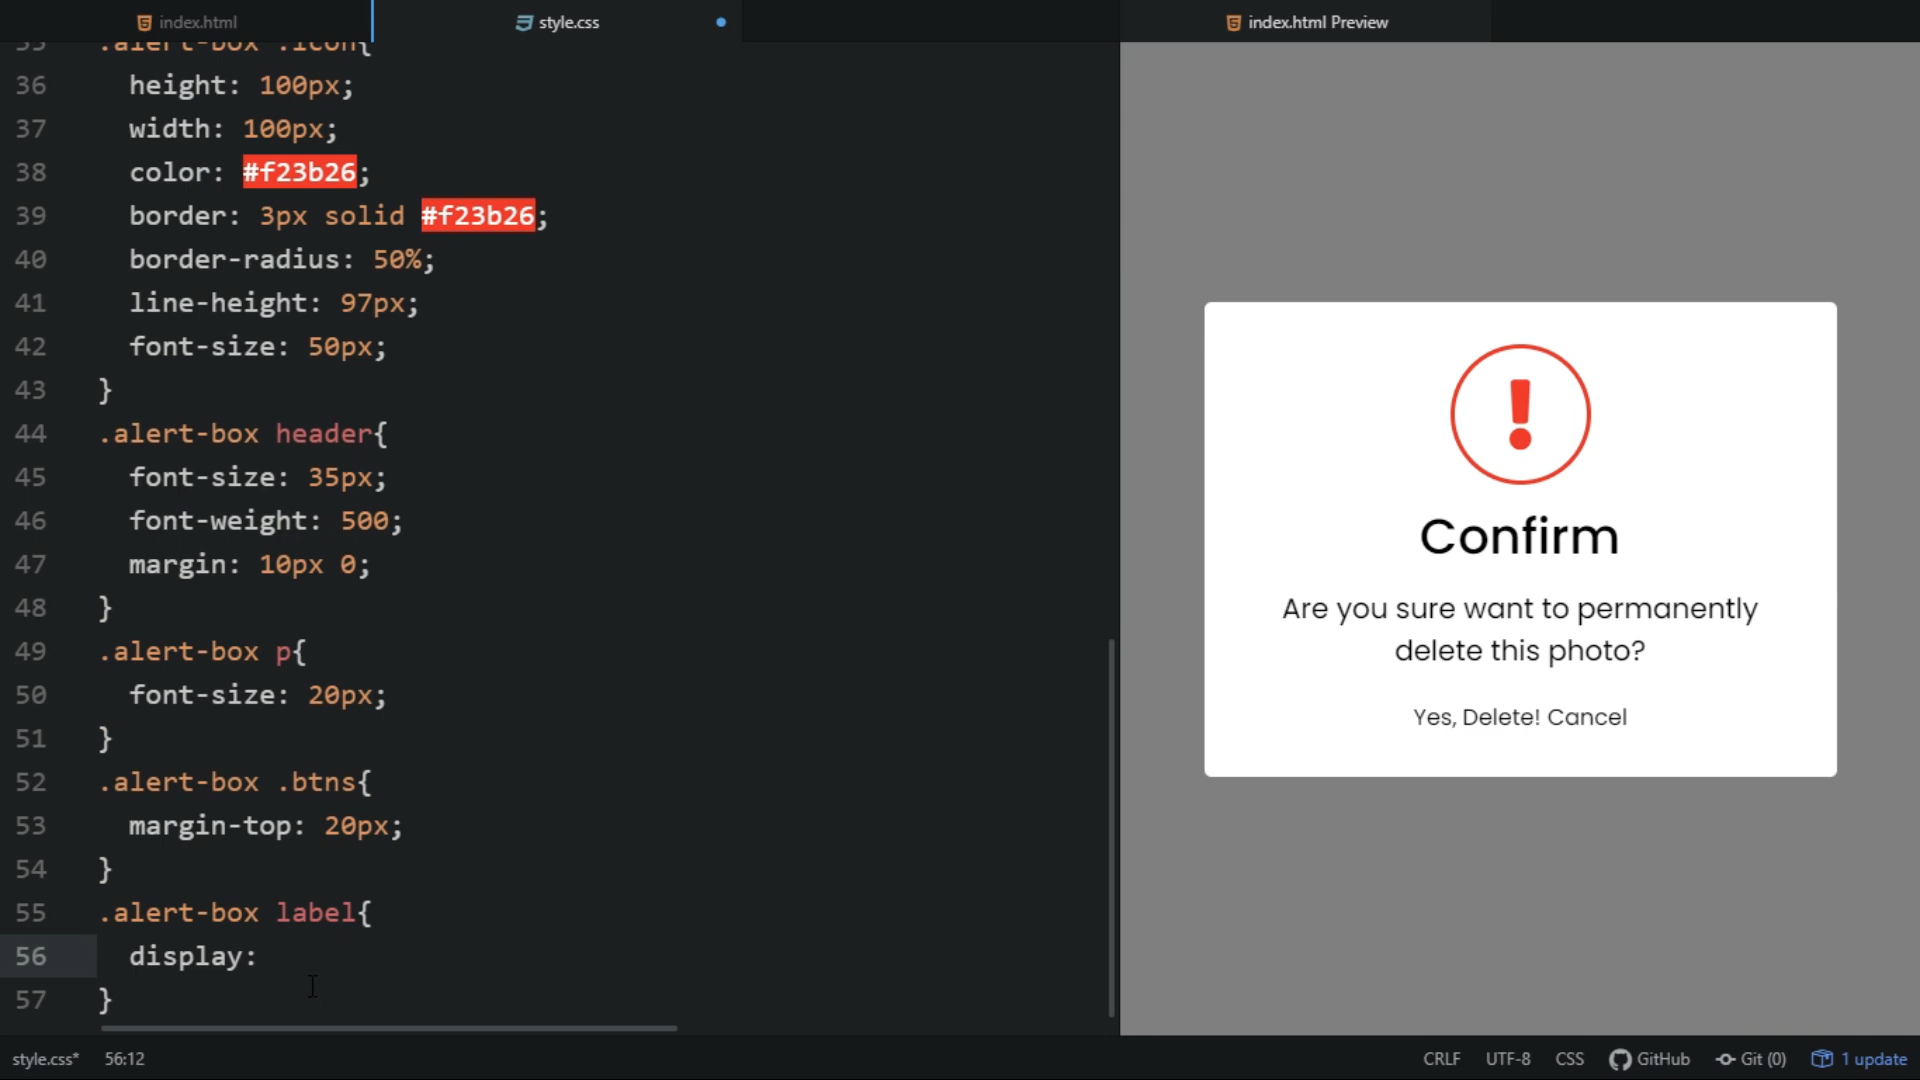 index.html
style.css
index.html Preview
35 .alert-box .icon{
36 height: 100px;
37 width: 100px;
38 color: #f23b26;
39 border: 3px solid #f23b26;
40 border-radius: 50%;
41 line-height: 97px;
42 font-size: 50px;
43 }
44 .alert-box header{
45 font-size: 35px;
46 font-weight: 500;
47 margin: 10px 0;
48 }
49 .alert-box p{
50 font-size: 20px;
51 }
52 .alert-box .btns{
53 margin-top: 20px;
54 }
55 .alert-box label{
56 display:
57 }
!
Confirm
Are you sure want to permanently
delete this photo?
Yes, Delete! Cancel
style.css* 56:12
CRLF UTF-8 CSS GitHub Git (0) 1 update